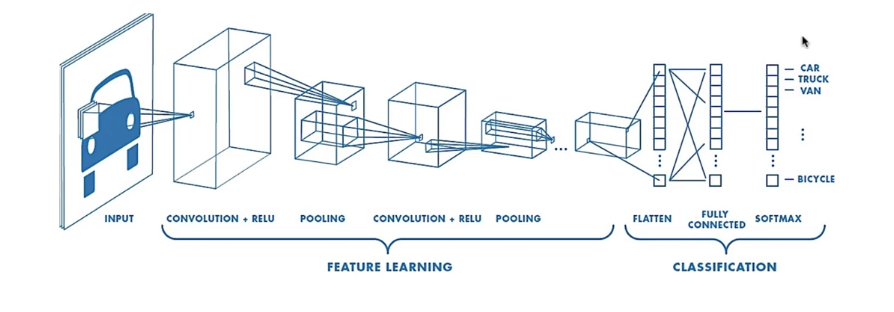 CAR
TRUCK
VAN
BICYCLE
INPUT
CONVOLUTION + RELU
POOLING
CONVOLUTION + RELU
POOLING
FLATTEN
FULLY
CONNECTED
SOFTMAX
FEATURE LEARNING
CLASSIFICATION